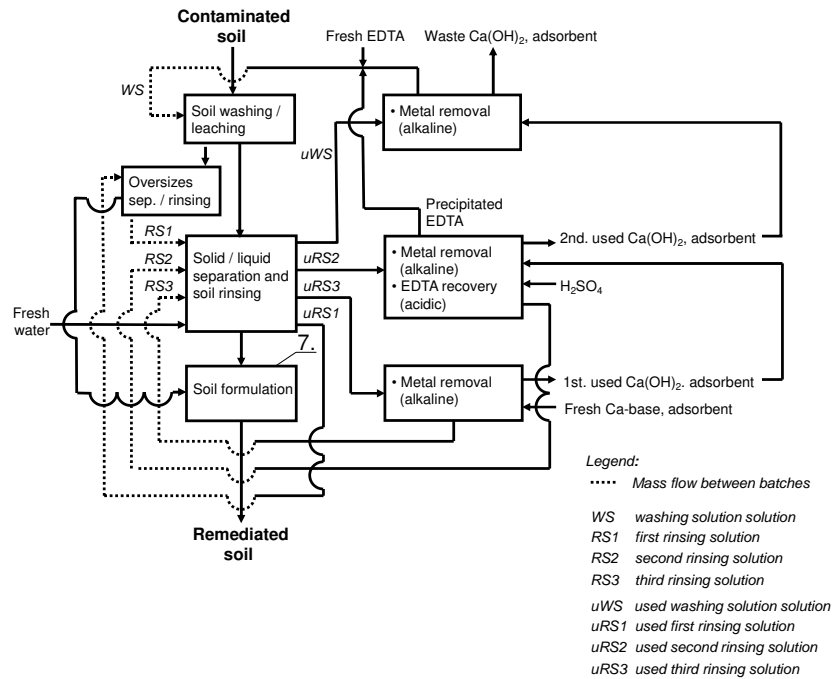 Contaminated
soil
Fresh EDTA
Waste Ca(OH)2, adsorbent
WS
Soil washing /
leaching
• Metal removal
(alkaline)
uWS
Oversizes
sep. / rinsing
Precipitated
EDTA
RS1
RS2
RS3
Solid / liquid
separation and
soil rinsing
uRS2
uRS3
uRS1
• Metal removal
(alkaline)
• EDTA recovery
(acidic)
2nd. used Ca(OH)2, adsorbent
H2SO4
Fresh
water
7.
Soil formulation
• Metal removal
(alkaline)
1st. used Ca(OH)2. adsorbent
Fresh Ca-base, adsorbent
Remediated
soil
Legend:
Mass flow between batches
WS washing solution solution
RS1 first rinsing solution
RS2 second rinsing solution
RS3 third rinsing solution
uWS used washing solution solution
uRS1 used first rinsing solution
uRS2 used second rinsing solution
uRS3 used third rinsing solution